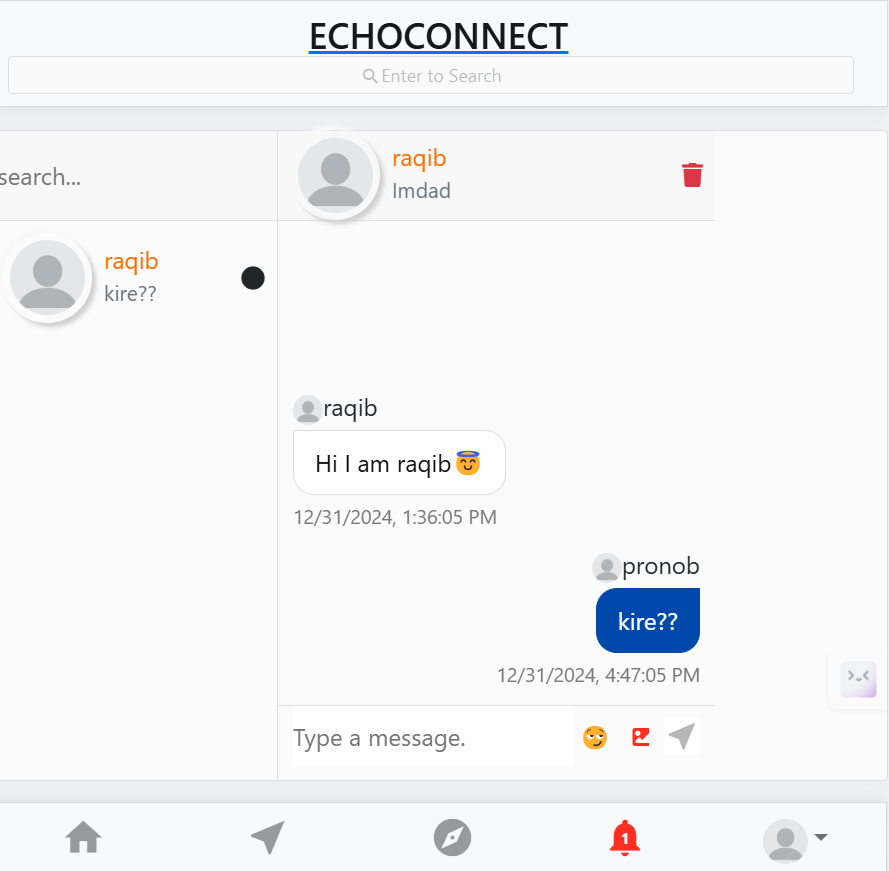 ECHOCONNECT
Enter to Search
search...
raqib
Imdad
raqib
kire??
raqib
Hi I am raqib😇
12/31/2024, 1:36:05 PM
pronob
kire??
12/31/2024, 4:47:05 PM
Type a message.
1